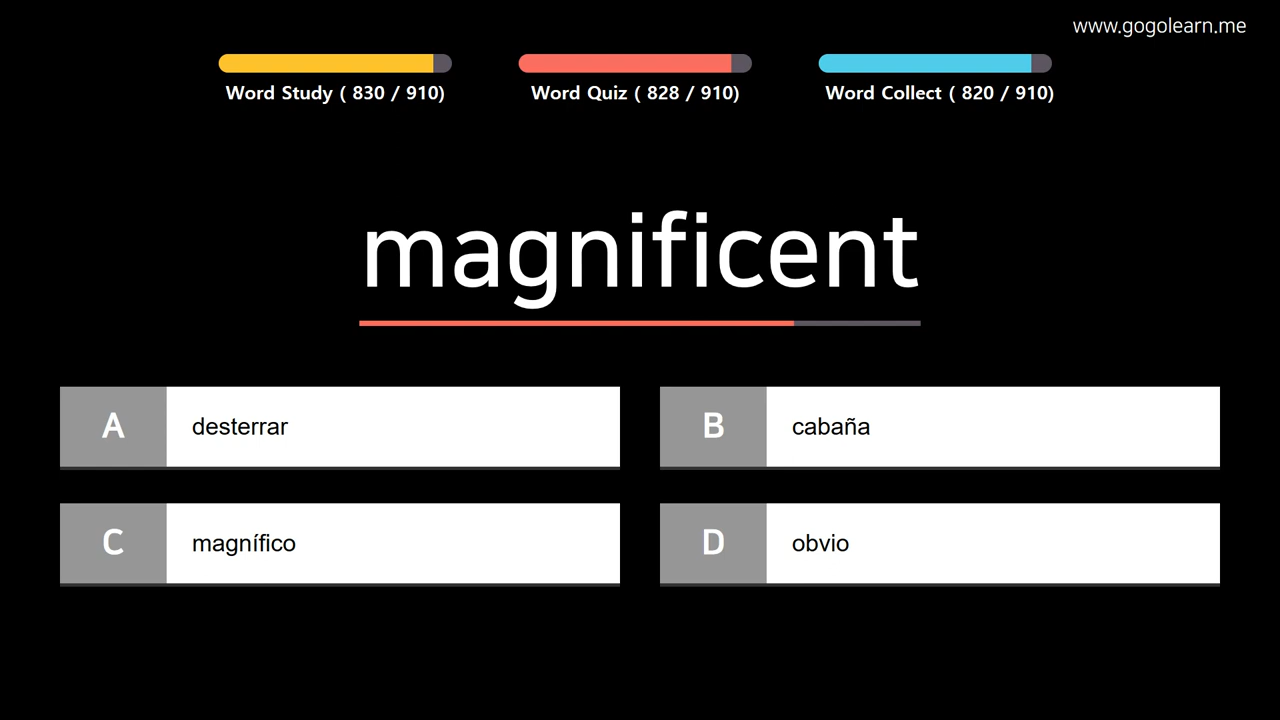 www.gogolearn.me
Word Study ( 830 / 910)
Word Quiz ( 828 / 910)
Word Collect ( 820 / 910)
magnificent
A desterrar
B cabaña
C magnífico
D obvio